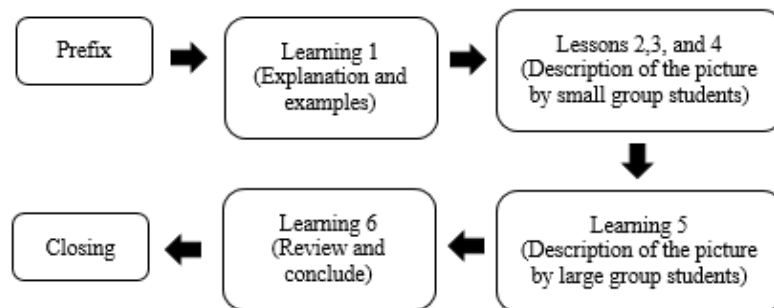 Prefix
Learning 1
(Explanation and
examples)
Lessons 2,3, and 4
(Description of the picture
by small group students)
Learning 5
(Description of the picture
by large group students)
Learning 6
(Review and
conclude)
Closing